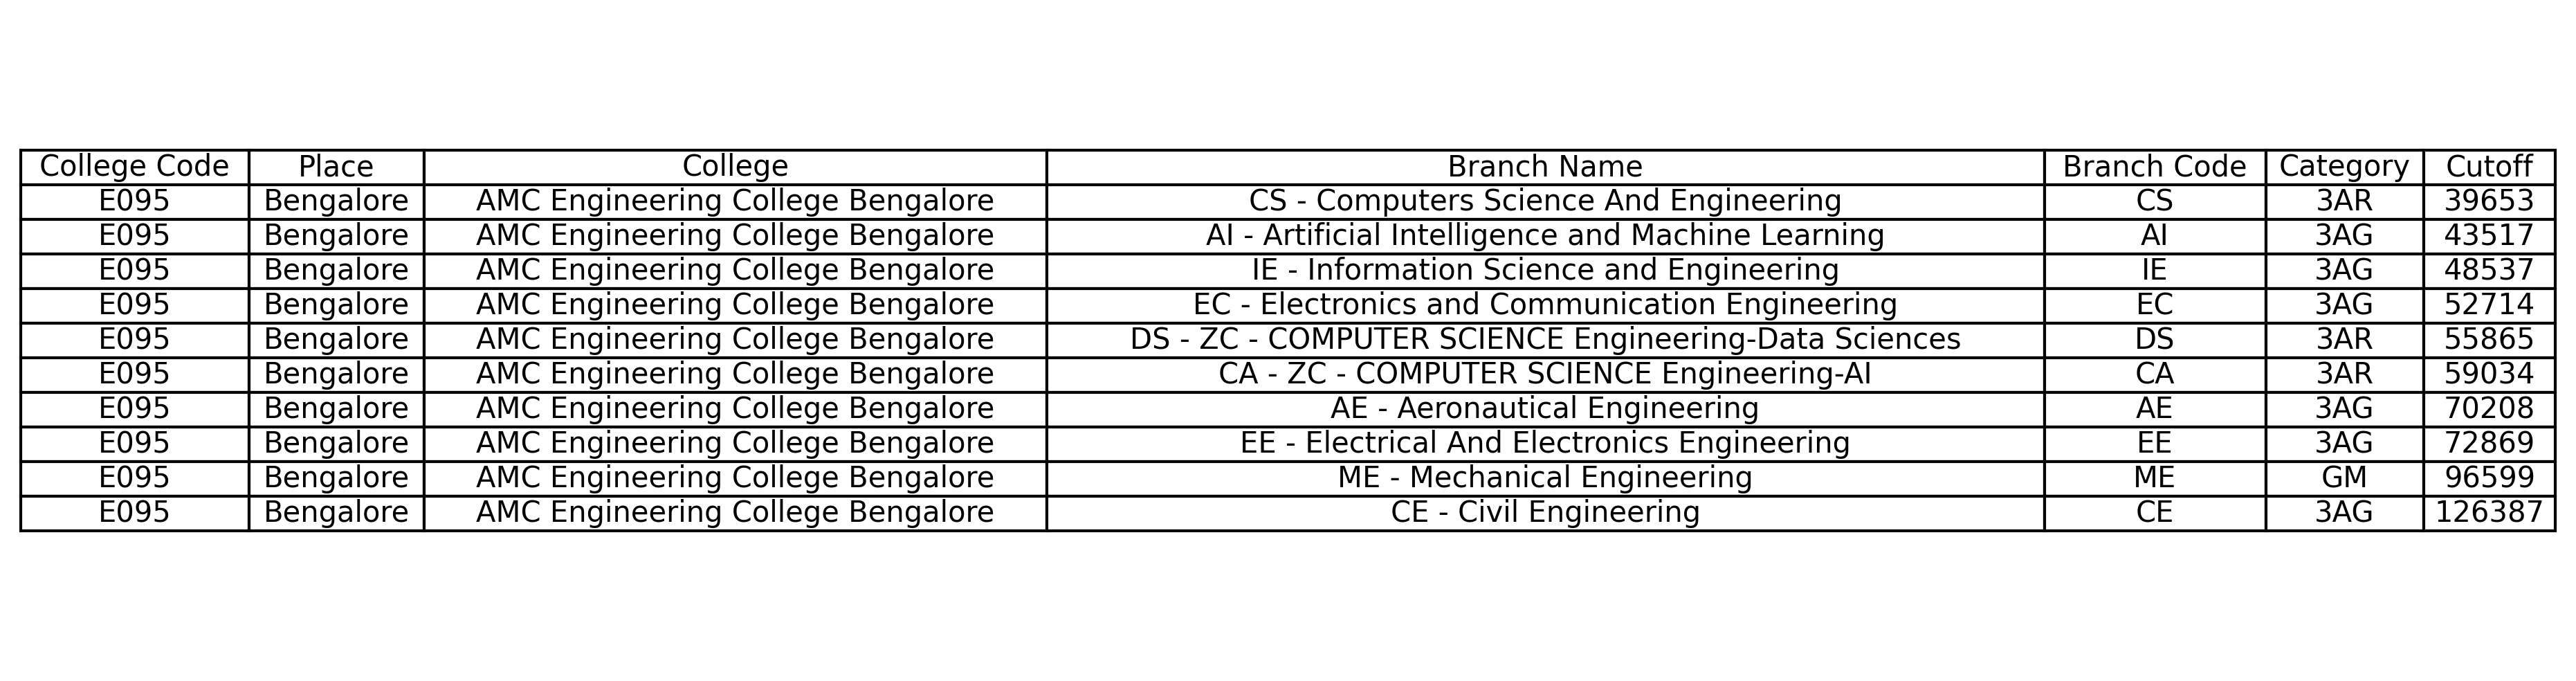 College Code Place College Branch Name Branch Code Category Cutoff
E095 Bengalore AMC Engineering College Bengalore CS - Computers Science And Engineering CS 3AR 39653
E095 Bengalore AMC Engineering College Bengalore AI - Artificial Intelligence and Machine Learning AI 3AG 43517
E095 Bengalore AMC Engineering College Bengalore IE - Information Science and Engineering IE 3AG 48537
E095 Bengalore AMC Engineering College Bengalore EC - Electronics and Communication Engineering EC 3AG 52714
E095 Bengalore AMC Engineering College Bengalore DS - ZC - COMPUTER SCIENCE Engineering-Data Sciences DS 3AR 55865
E095 Bengalore AMC Engineering College Bengalore CA - ZC - COMPUTER SCIENCE Engineering-AI CA 3AR 59034
E095 Bengalore AMC Engineering College Bengalore AE - Aeronautical Engineering AE 3AG 70208
E095 Bengalore AMC Engineering College Bengalore EE - Electrical And Electronics Engineering EE 3AG 72869
E095 Bengalore AMC Engineering College Bengalore ME - Mechanical Engineering ME GM 96599
E095 Bengalore AMC Engineering College Bengalore CE - Civil Engineering CE 3AG 126387